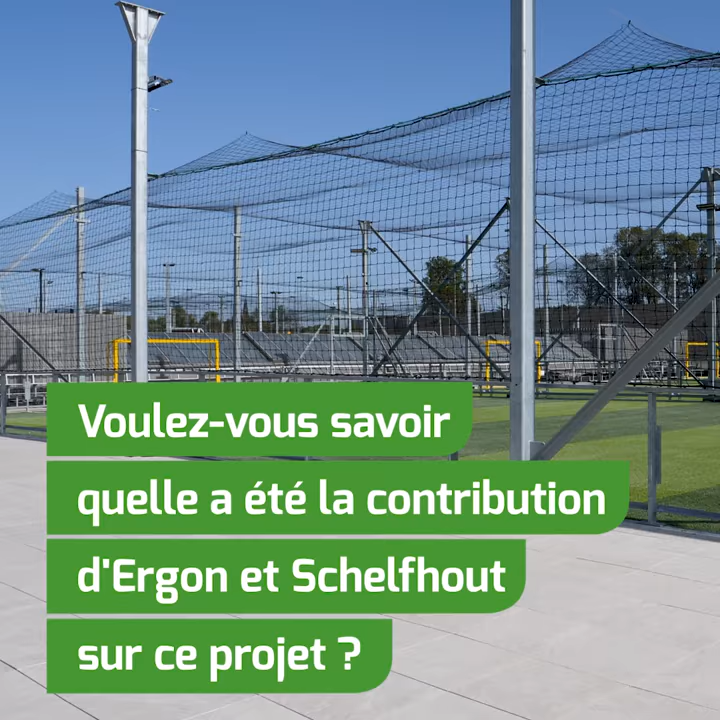 Voulez-vous savoir
quelle a été la contribution
d'Ergon et Schelfhout
sur ce projet ?